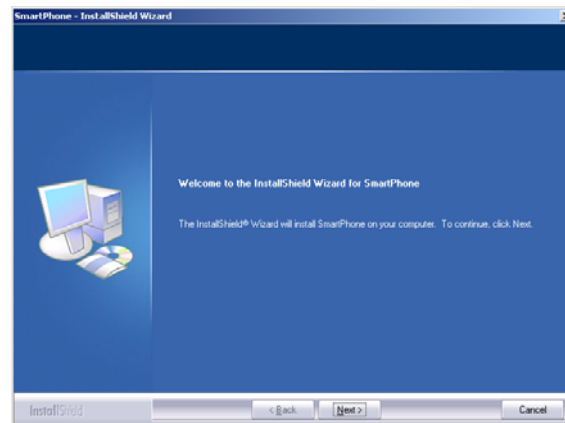 SmartPhone - InstallShield Wizard
Welcome to the InstallShield Wizard for SmartPhone
The InstallShield® Wizard will install SmartPhone on your computer. To continue, click Next.
InstallShield
< Back
Next >
Cancel